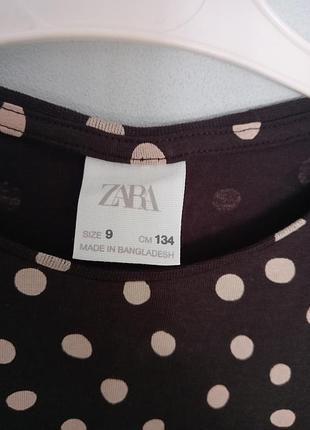 ZARA
SIZE 9 CM 134
MADE IN BANGLADESH